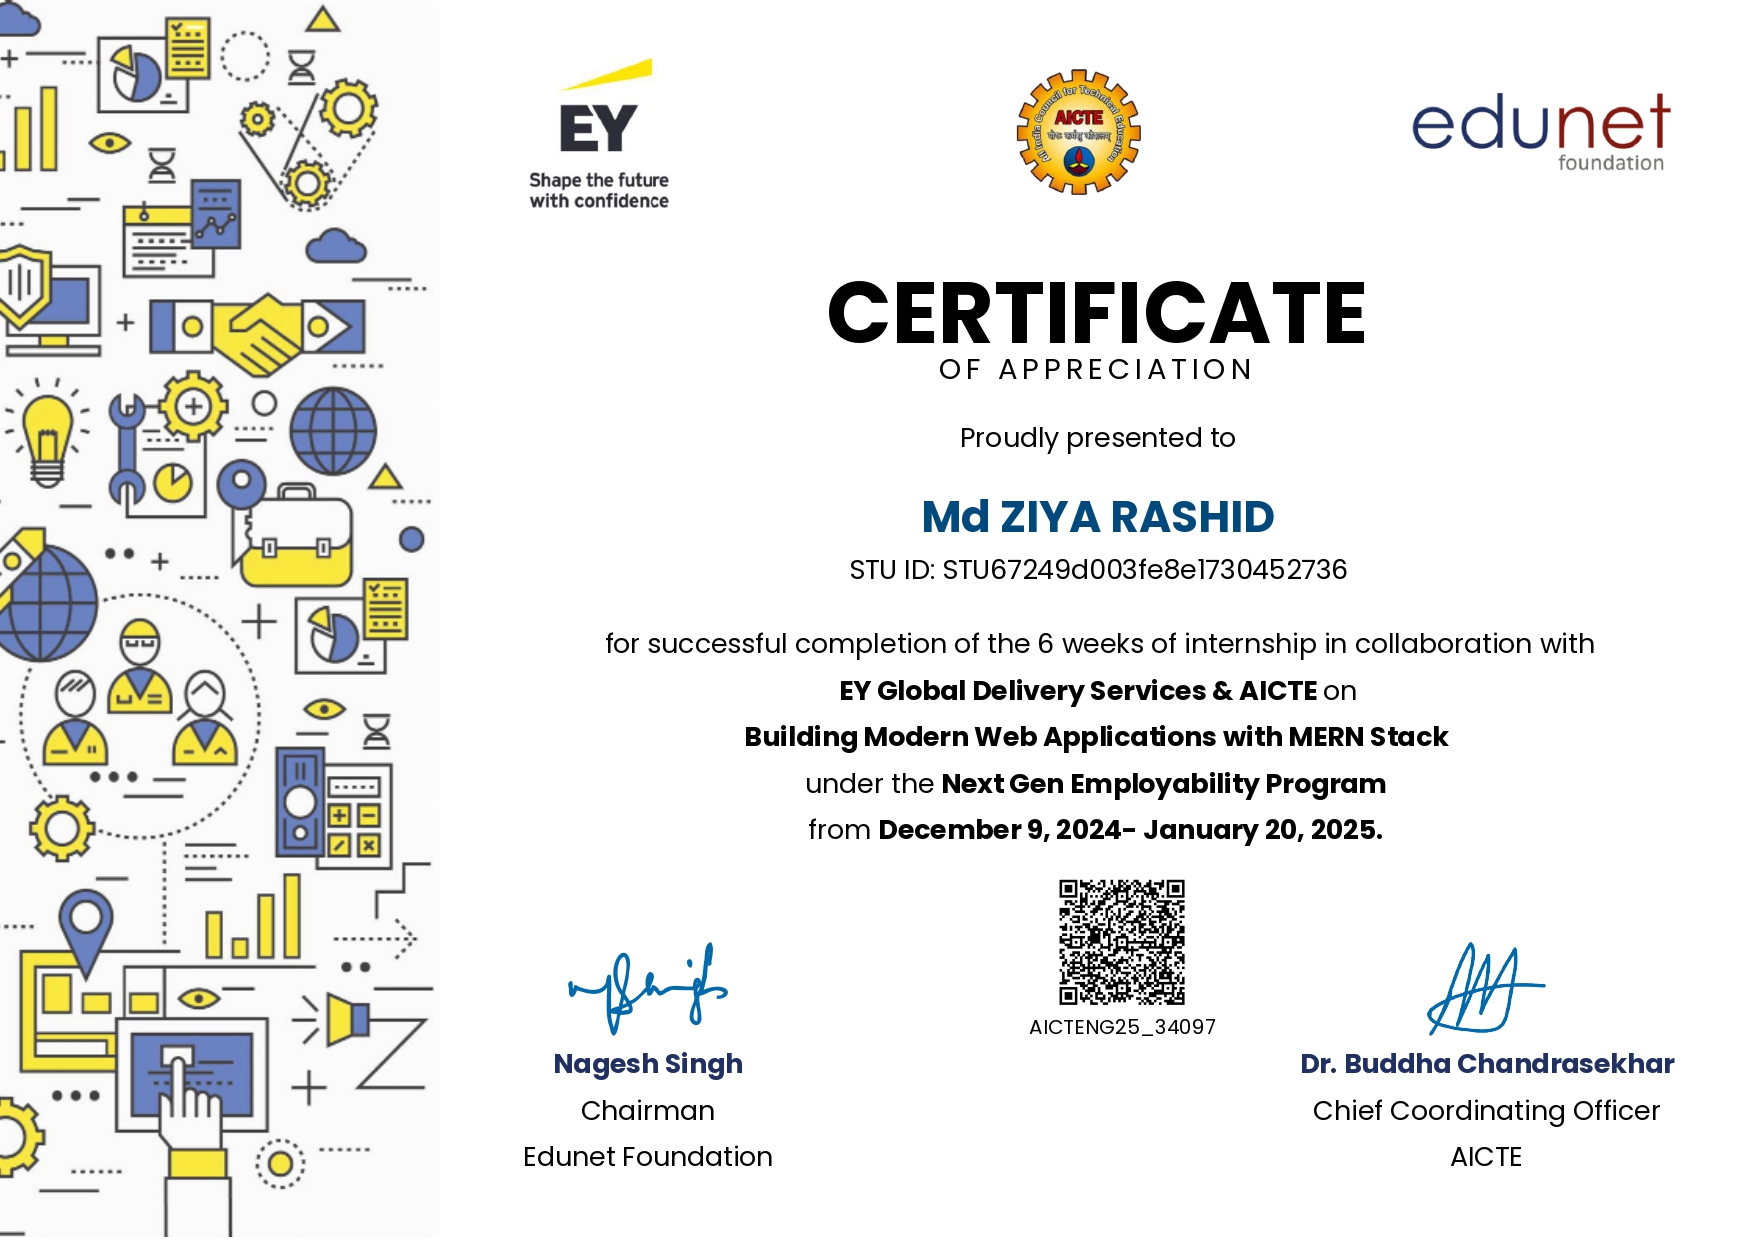 EY
Shape the future
with confidence
All India Council for Technical Education
AICTE
edunet
foundation
CERTIFICATE
OF APPRECIATION
Proudly presented to
Md ZIYA RASHID
STU ID: STU67249d003fe8e1730452736
for successful completion of the 6 weeks of internship in collaboration with
EY Global Delivery Services & AICTE on
Building Modern Web Applications with MERN Stack
under the Next Gen Employability Program
from December 9, 2024- January 20, 2025.
AICTENG25_34097
Nagesh Singh
Chairman
Edunet Foundation
Dr. Buddha Chandrasekhar
Chief Coordinating Officer
AICTE